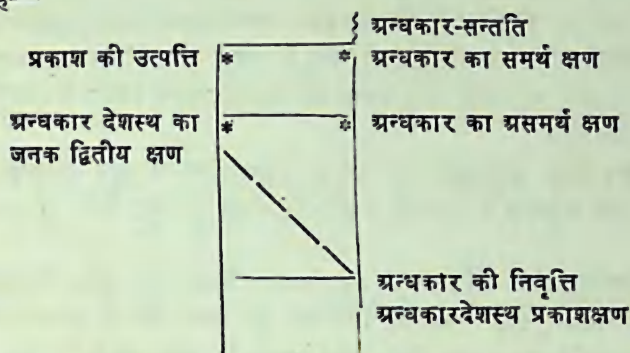 अन्धकार-सन्तति
प्रकाश की उत्पत्ति * * अन्धकार का समर्थ क्षण
अन्धकार देशस्थ का * * अन्धकार का असमर्थ क्षण
जनक द्वितीय क्षण
अन्धकार की निवृत्ति
अन्धकारदेशस्थ प्रकाशक्षण